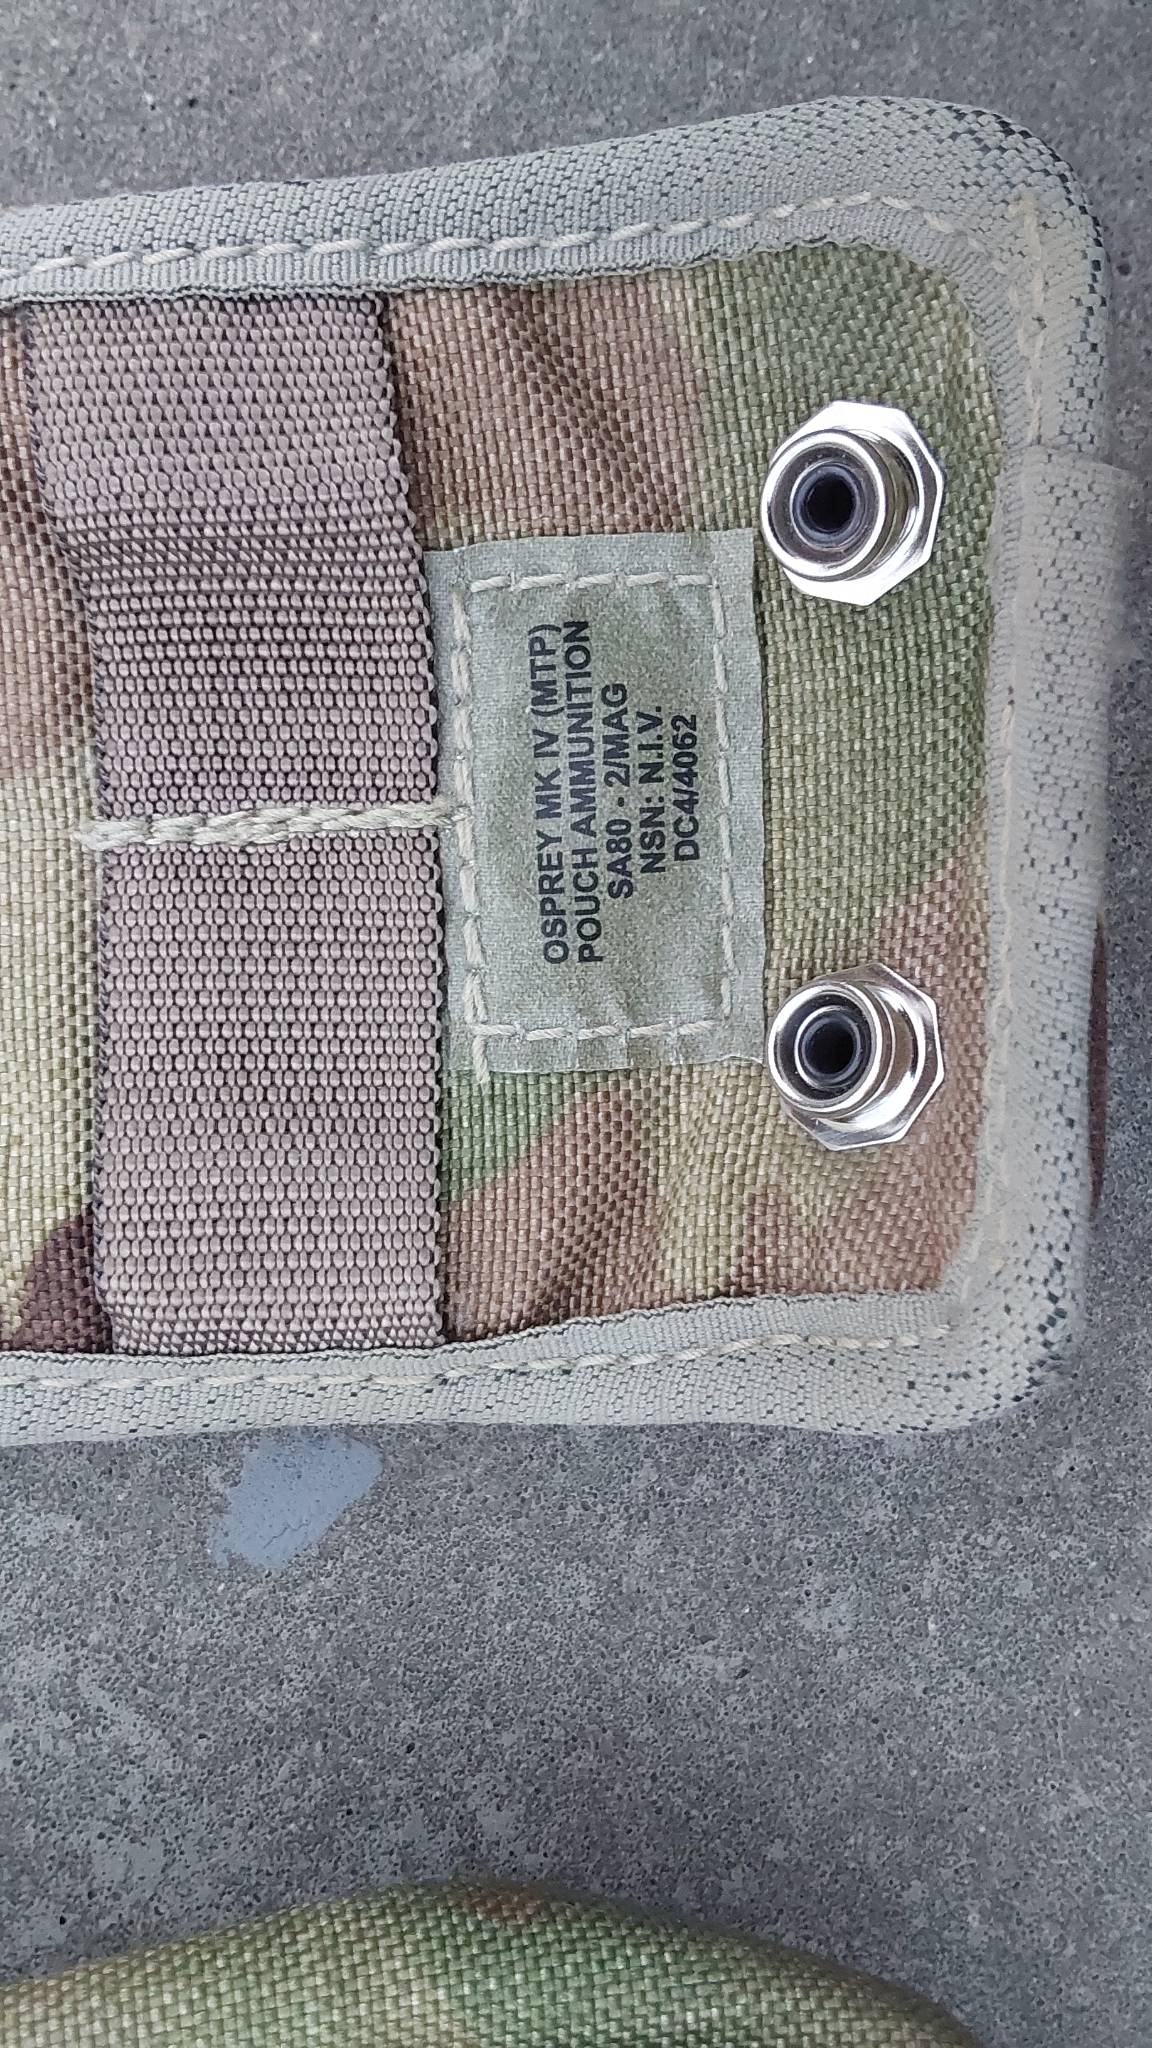 OSPREY MK IV (MTP)
POUCH AMMUNITION
SA80 - 2/MAG
NSN: N.I.V.
DC4/4062